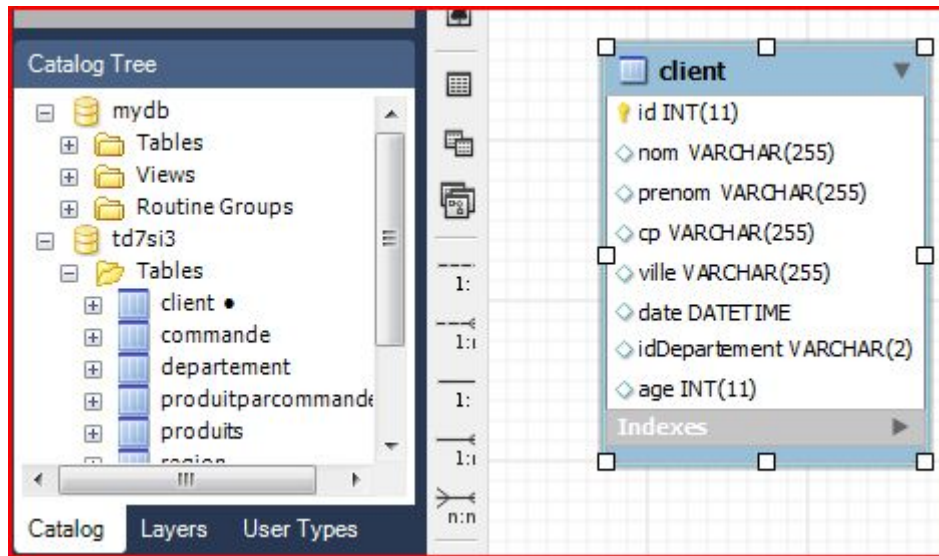 Catalog Tree
mydb
Tables
Views
Routine Groups
td7si3
Tables
client •
commande
departement
produitparcommande
produits
region
Catalog
Layers
User Types
1:
1:
1:
1:
n:n
client
id INT(11)
nom VARCHAR(255)
prenom VARCHAR(255)
cp VARCHAR(255)
ville VARCHAR(255)
date DATETIME
idDepartement VARCHAR(2)
age INT(11)
Indexes